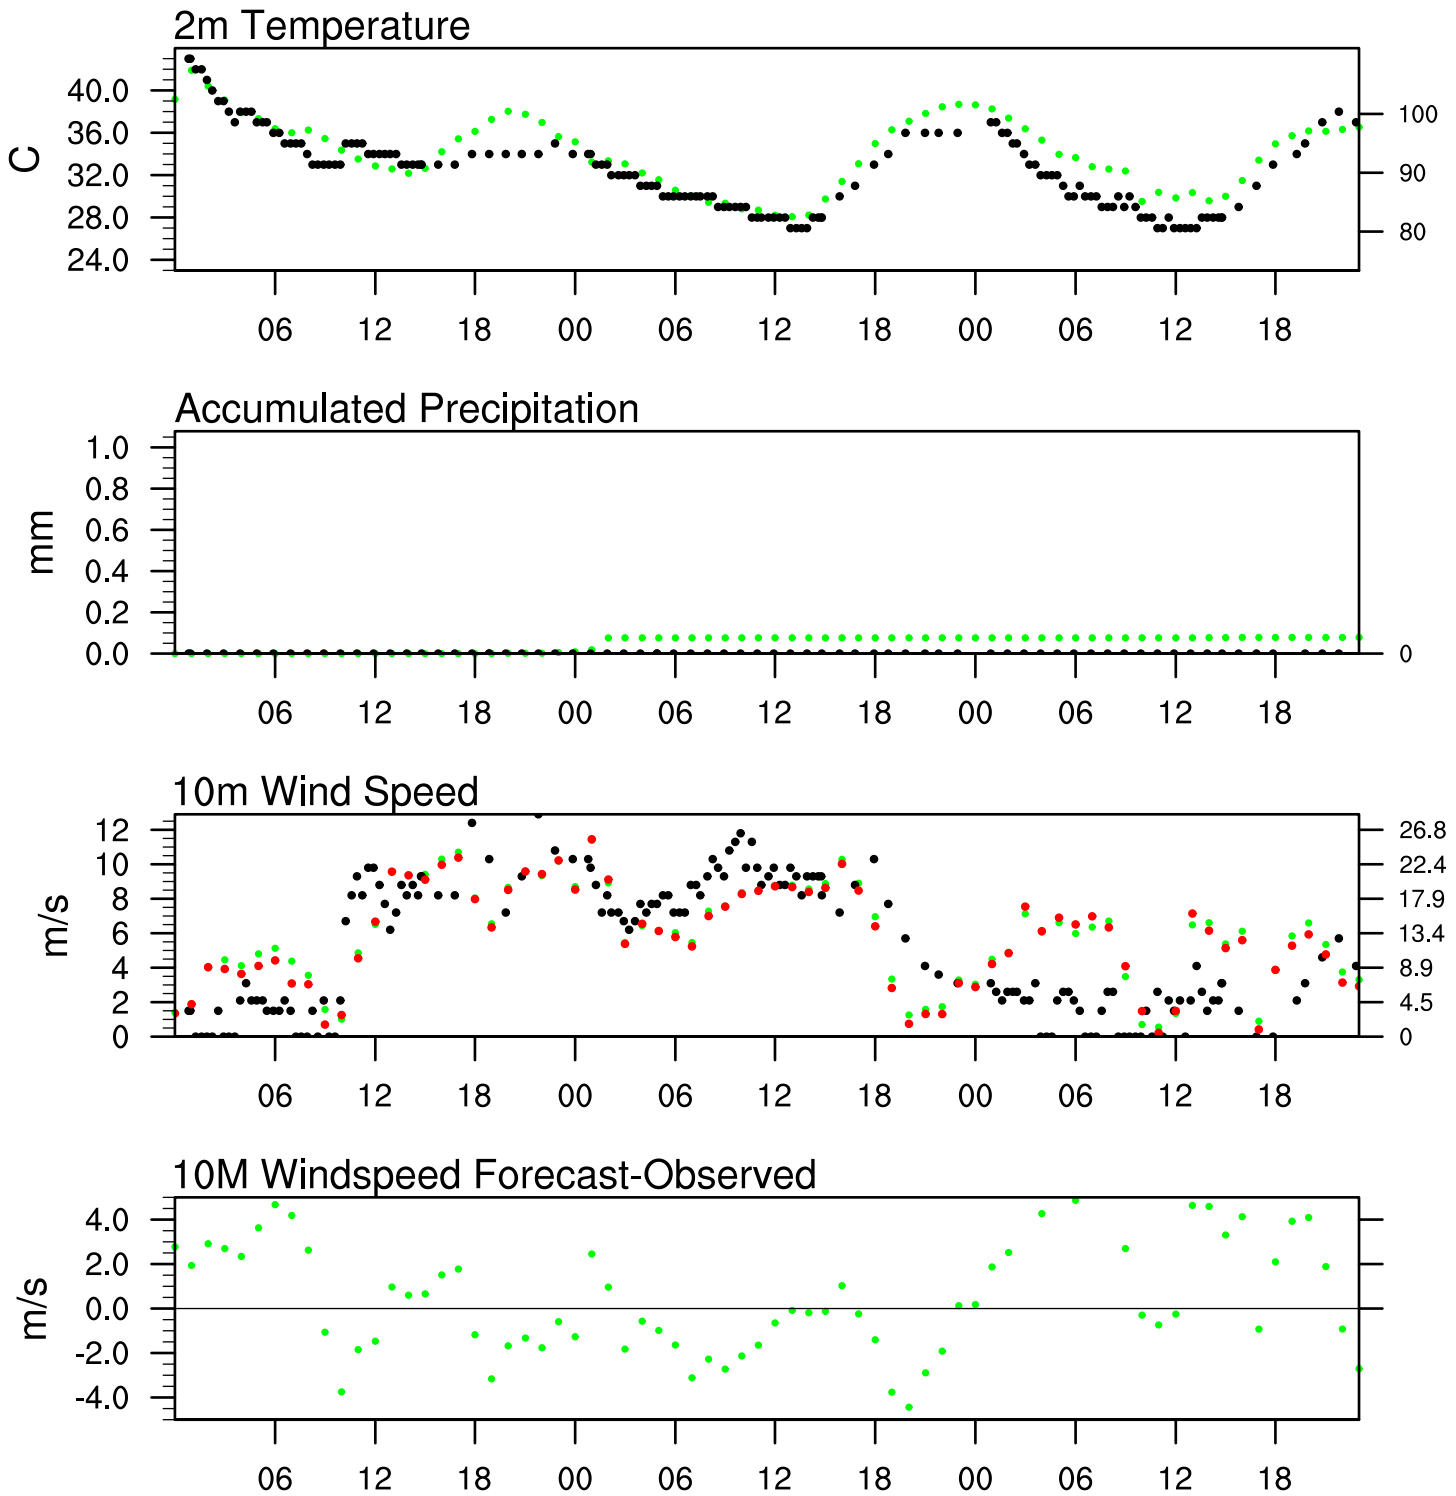 2m Temperature
40.0
36.0
32.0
28.0
24.0
C
100
90
80
06 12 18 00 06 12 18 00 06 12 18
Accumulated Precipitation
1.0
0.8
0.6
0.4
0.2
0.0
mm
0
06 12 18 00 06 12 18 00 06 12 18
10m Wind Speed
12
10
8
6
4
2
0
m/s
26.8
22.4
17.9
13.4
8.9
4.5
0
06 12 18 00 06 12 18 00 06 12 18
10M Windspeed Forecast-Observed
4.0
2.0
0.0
-2.0
-4.0
m/s
06 12 18 00 06 12 18 00 06 12 18